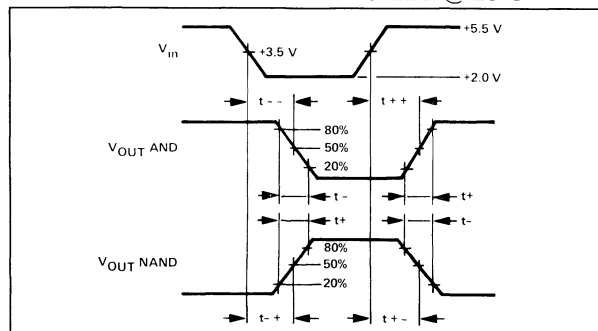 +5.5 V
V_in
+3.5 V
+2.0 V
t - -
t + +
80%
V_OUT AND
50%
20%
t -
t+
t+
t-
80%
V_OUT NAND
50%
20%
t- +
t + -